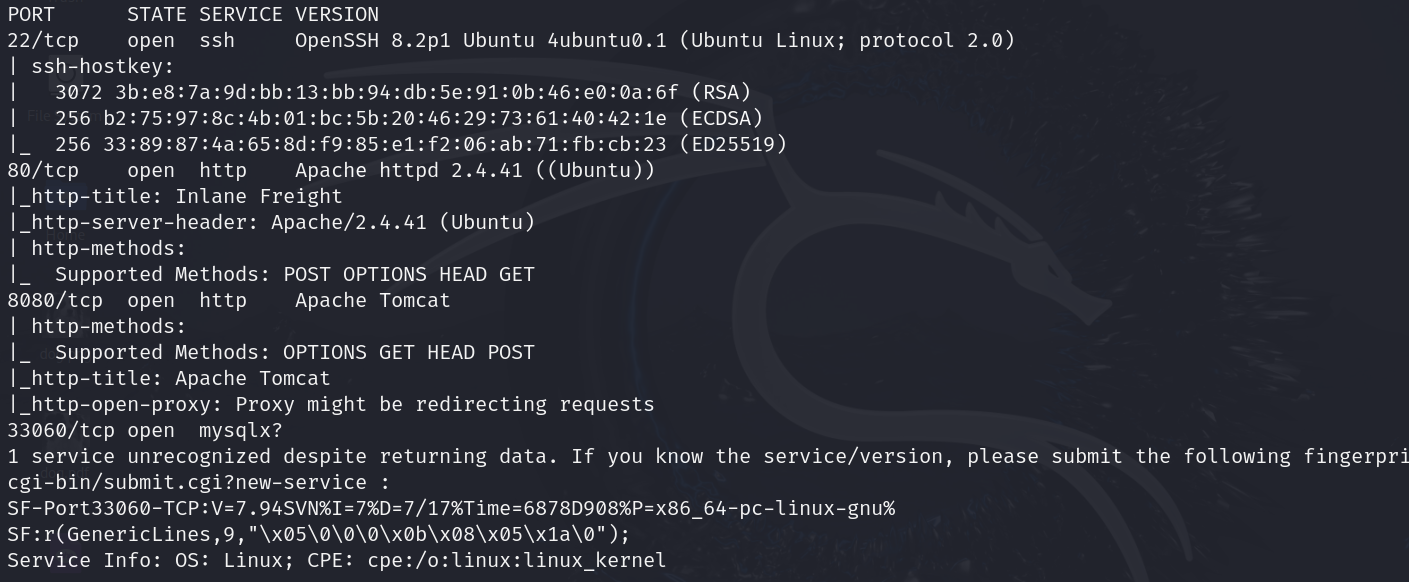 PORT      STATE SERVICE VERSION
22/tcp    open  ssh     OpenSSH 8.2p1 Ubuntu 4ubuntu0.1 (Ubuntu Linux; protocol 2.0)
| ssh-hostkey:
|   3072 3b:e8:7a:9d:bb:13:bb:94:db:5e:91:0b:46:e0:0a:6f (RSA)
|   256 b2:75:97:8c:4b:01:bc:5b:20:46:29:73:61:40:42:1e (ECDSA)
|_  256 33:89:87:4a:65:8d:f9:85:e1:f2:06:ab:71:fb:cb:23 (ED25519)
80/tcp    open  http    Apache httpd 2.4.41 ((Ubuntu))
|_http-title: Inlane Freight
|_http-server-header: Apache/2.4.41 (Ubuntu)
| http-methods:
|_  Supported Methods: POST OPTIONS HEAD GET
8080/tcp  open  http    Apache Tomcat
| http-methods:
|_  Supported Methods: OPTIONS GET HEAD POST
|_http-title: Apache Tomcat
|_http-open-proxy: Proxy might be redirecting requests
33060/tcp open  mysqlx?
1 service unrecognized despite returning data. If you know the service/version, please submit the following fingerpri
cgi-bin/submit.cgi?new-service :
SF-Port33060-TCP:V=7.94SVN%I=7%D=7/17%Time=6878D908%P=x86_64-pc-linux-gnu%
SF:r(GenericLines,9,"\x05\0\0\0\x0b\x08\x05\x1a\0");
Service Info: OS: Linux; CPE: cpe:/o:linux:linux_kernel